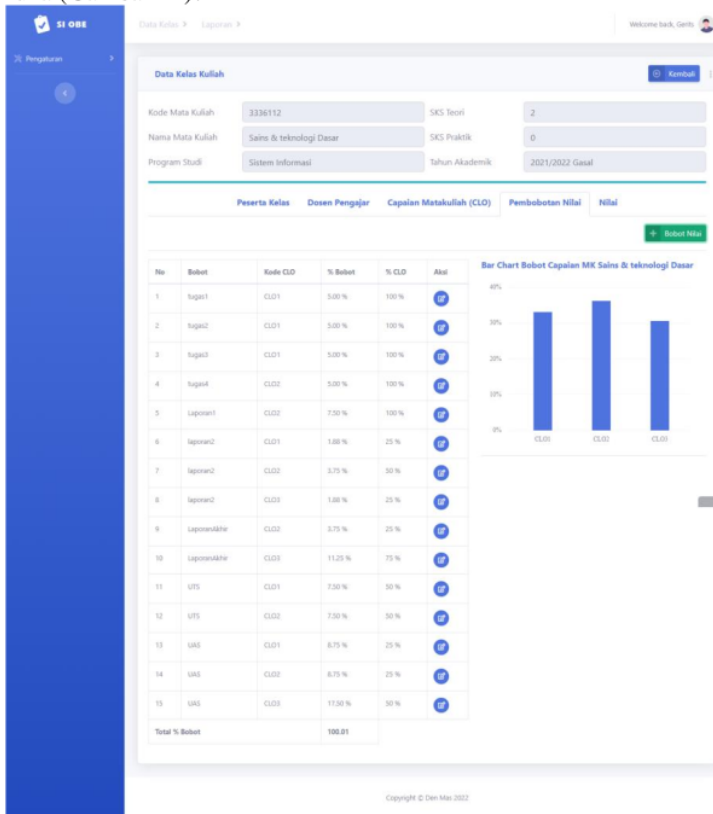 SI OBE
Data Kelas > Laporan >
Welcome back, Gerits
Pengaturan >
Data Kelas Kuliah
Kembali
Kode Mata Kuliah 3336112 SKS Teori 2
Nama Mata Kuliah Sains & teknologi Dasar SKS Praktik 0
Program Studi Sistem Informasi Tahun Akademik 2021/2022 Gasal
Peserta Kelas Dosen Pengajar Capaian Matakuliah (CLO) Pembobotan Nilai Nilai
+ Bobot Nilai
No Bobot Kode CLO % Bobot % CLO Aksi
1 tugas1 CLO1 5.00 % 100 %
2 tugas2 CLO1 5.00 % 100 %
3 tugas3 CLO1 5.00 % 100 %
4 tugas4 CLO2 5.00 % 100 %
5 Laporan1 CLO2 7.50 % 100 %
6 laporan2 CLO1 1.88 % 25 %
7 laporan2 CLO2 3.75 % 50 %
8 laporan2 CLO3 1.88 % 25 %
9 LaporanAkhir CLO2 3.75 % 25 %
10 LaporanAkhir CLO3 11.25 % 75 %
11 UTS CLO1 7.50 % 50 %
12 UTS CLO2 7.50 % 50 %
13 UAS CLO1 8.75 % 25 %
14 UAS CLO2 8.75 % 25 %
15 UAS CLO3 17.50 % 50 %
Total % Bobot 100.01
Bar Chart Bobot Capaian MK Sains & teknologi Dasar
40%
30%
20%
10%
0%
CLO1 CLO2 CLO3
Copyright © Den Mas 2022